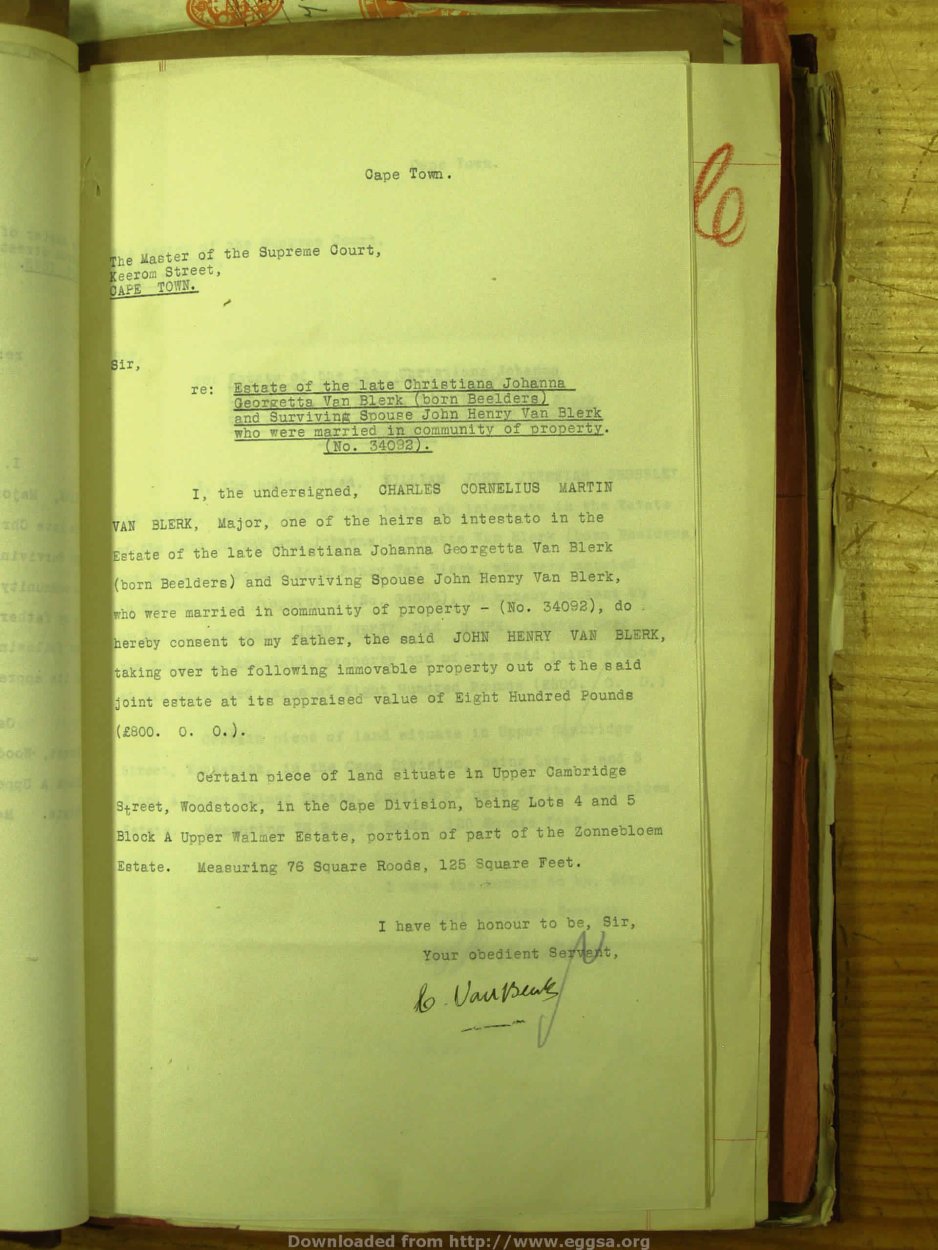 Cape Town.
C
The Master of the Supreme Court,
Keerom Street,
CAPE TOWN.
Sir,
re: Estate of the late Christiana Johanna
Georgetta Van Blerk (born Beelders)
and Surviving Spouse John Henry Van Blerk
who were married in community of property.
(No. 34092).
I, the undersigned, CHARLES CORNELIUS MARTIN
VAN BLERK, Major, one of the heirs ab intestato in the
Estate of the late Christiana Johanna Georgetta Van Blerk
(born Beelders) and Surviving Spouse John Henry Van Blerk,
who were married in community of property - (No. 34092), do
hereby consent to my father, the said JOHN HENRY VAN BLERK,
taking over the following immovable property out of the said
joint estate at its appraised value of Eight Hundred Pounds
(£800. 0. 0.).
Certain piece of land situate in Upper Cambridge
Street, Woodstock, in the Cape Division, being Lots 4 and 5
Block A Upper Walmer Estate, portion of part of the Zonnebloem
Estate. Measuring 76 Square Roods, 125 Square Feet.
I have the honour to be, Sir,
Your obedient Servant,
C. Van Blerk
Downloaded from http://www.eggsa.org